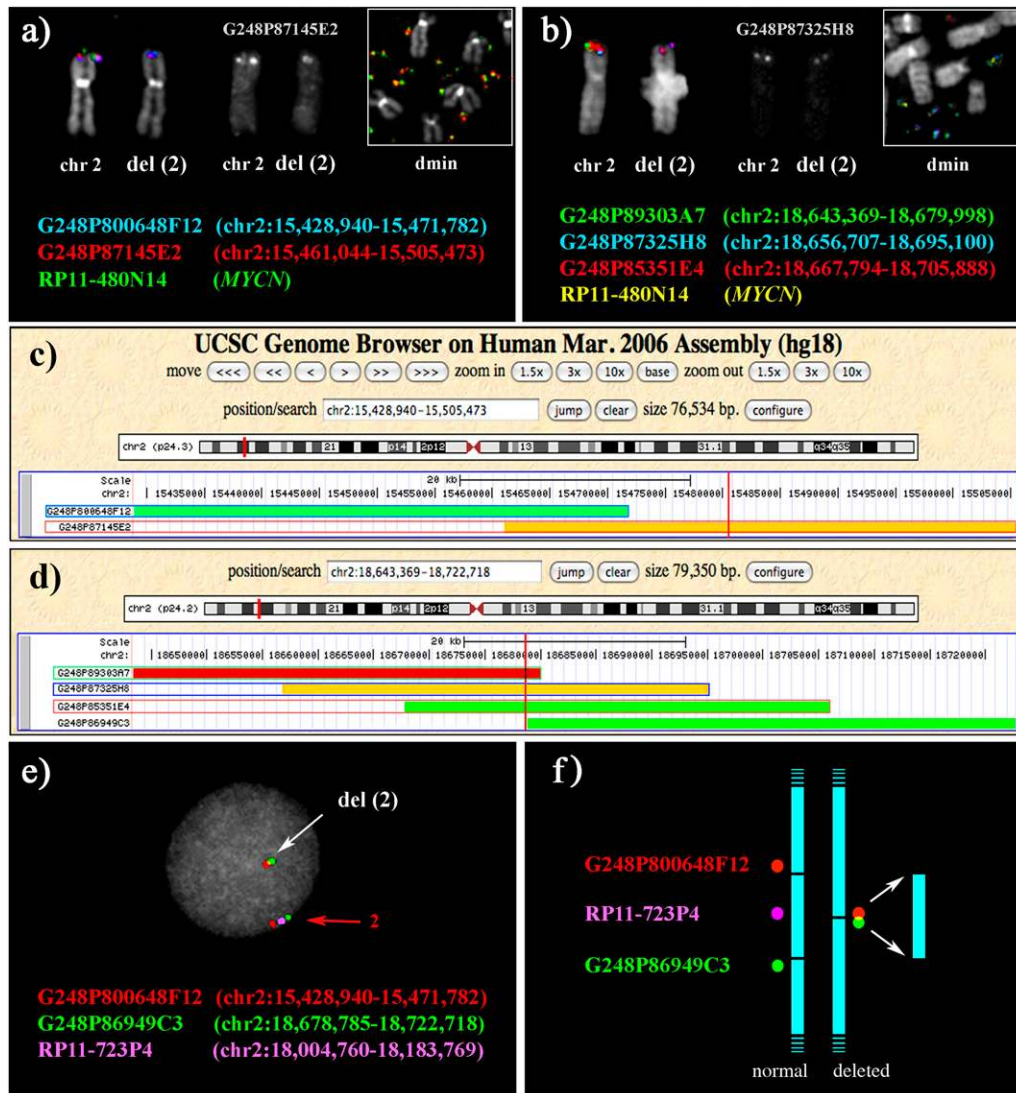 a)
G248P87145E2
chr 2 del (2) chr 2 del (2) dmin
G248P800648F12 (chr2:15,428,940-15,471,782)
G248P87145E2 (chr2:15,461,044-15,505,473)
RP11-480N14 (MYCN)
b)
G248P87325H8
chr 2 del (2) chr 2 del (2) dmin
G248P89303A7 (chr2:18,643,369-18,679,998)
G248P87325H8 (chr2:18,656,707-18,695,100)
G248P85351E4 (chr2:18,667,794-18,705,888)
RP11-480N14 (MYCN)
c)
UCSC Genome Browser on Human Mar. 2006 Assembly (hg18)
move <<< << < > >> >>> zoom in 1.5x 3x 10x base zoom out 1.5x 3x 10x
position/search chr2:15,428,940-15,505,473 jump clear size 76,534 bp. configure
chr2 (p24.3) 21 p14 2p12 13 31.1 q34 q35
Scale 20 kb
chr2: 15435000 15440000 15445000 15450000 15455000 15460000 15465000 15470000 15475000 15480000 15485000 15490000 15495000 15500000 15505000
G248P800648F12
G248P87145E2
d)
position/search chr2:18,643,369-18,722,718 jump clear size 79,350 bp. configure
chr2 (p24.2) 21 p14 2p12 13 31.1 q34 q35
Scale 20 kb
chr2: 18650000 18655000 18660000 18665000 18670000 18675000 18680000 18685000 18690000 18695000 18700000 18705000 18710000 18715000 18720000
G248P89303A7
G248P87325H8
G248P85351E4
G248P86949C3
e)
del (2)
2
G248P800648F12 (chr2:15,428,940-15,471,782)
G248P86949C3 (chr2:18,678,785-18,722,718)
RP11-723P4 (chr2:18,004,760-18,183,769)
f)
G248P800648F12
RP11-723P4
G248P86949C3
normal deleted